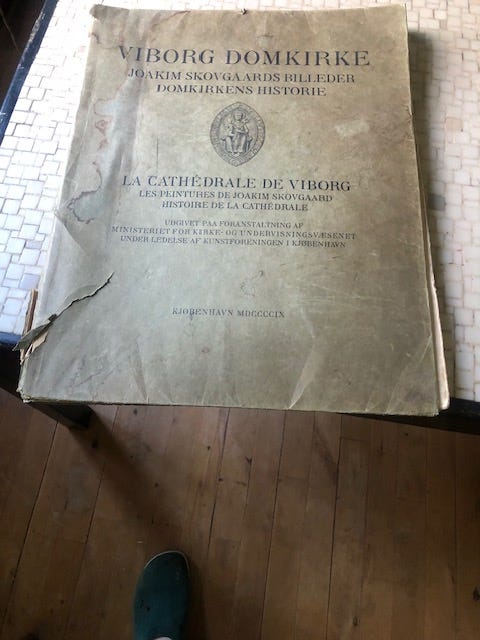 VIBORG DOMKIRKE
JOAKIM SKOVGAARDS BILLEDER
DOMKIRKENS HISTORIE
LA CATHÉDRALE DE VIBORG
LES PEINTURES DE JOAKIM SKOVGAARD
HISTOIRE DE LA CATHÉDRALE
UDGIVET PAA FORANSTALTNING AF
MINISTERIET FOR KIRKE- OG UNDERVISNINGSVÆSENET
UNDER LEDELSE AF KUNSTFORENINGEN I KJØBENHAVN
KJØBENHAVN MDCCCCIX